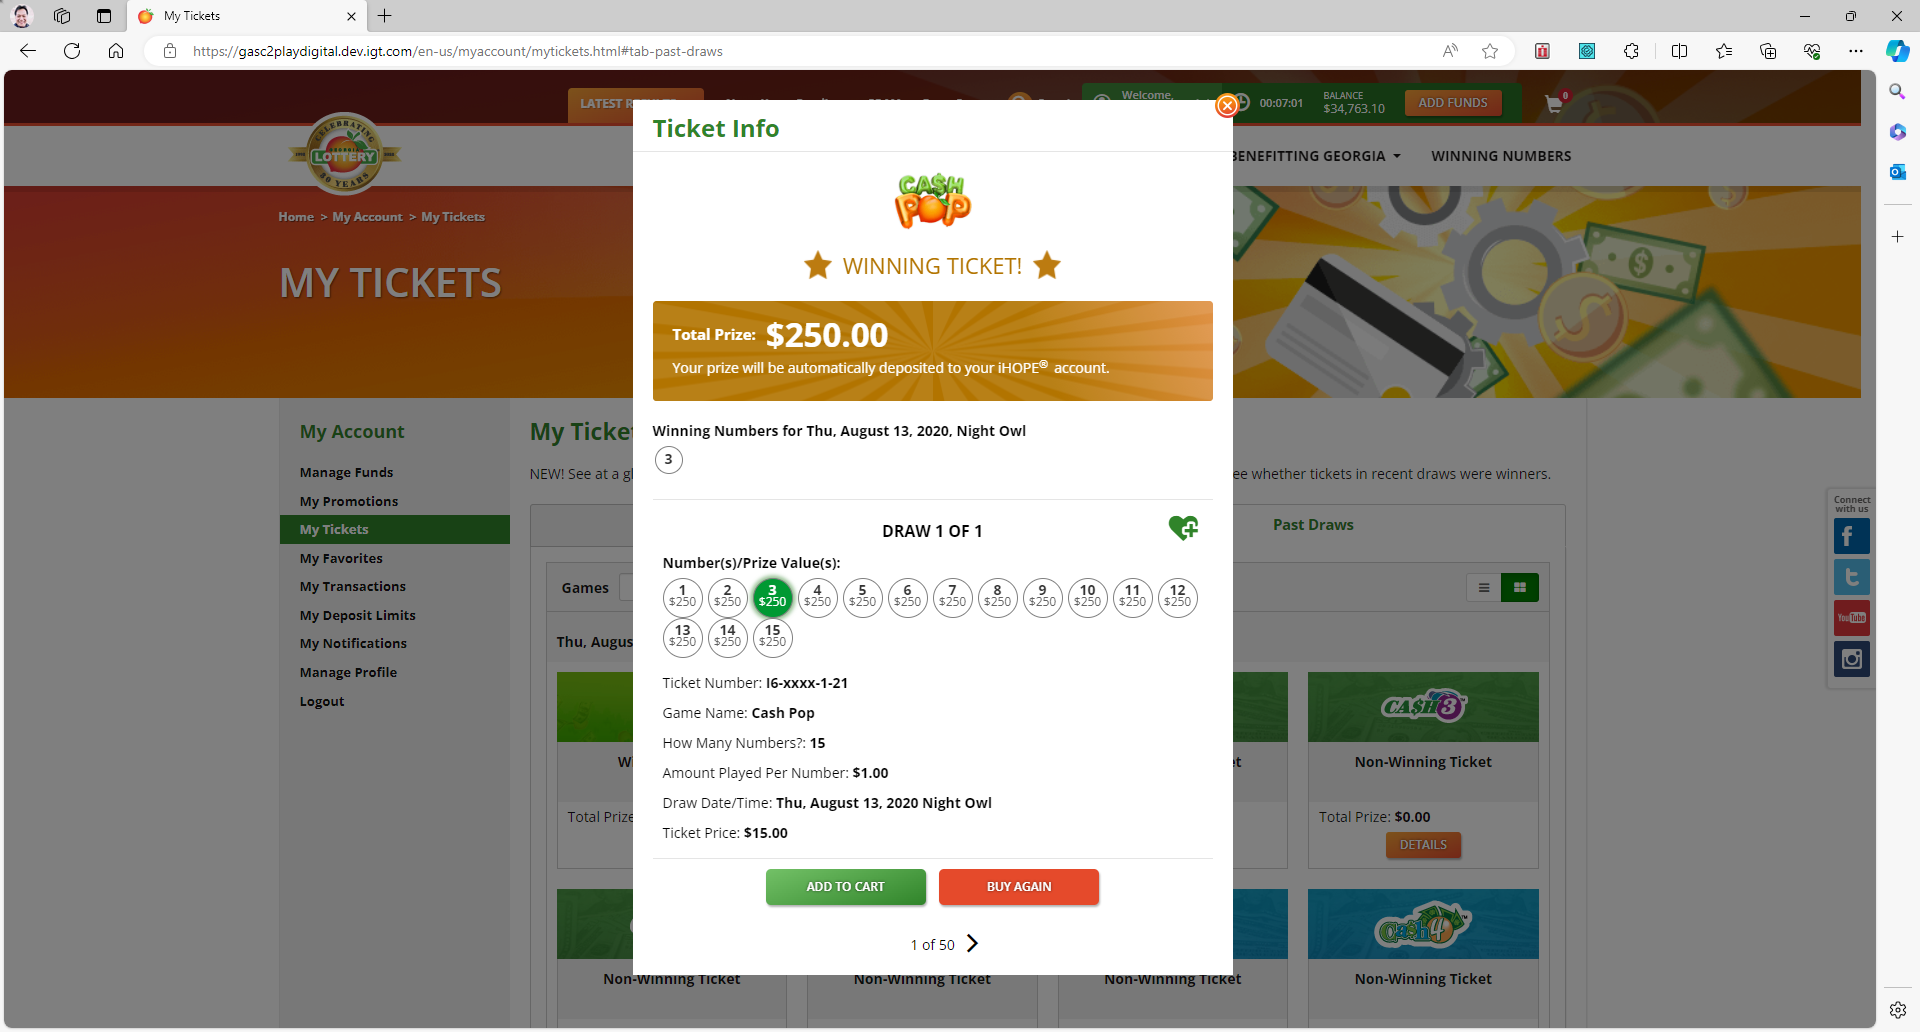 My Tickets
https://gasc2playdigital.dev.igt.com/en-us/myaccount/mytickets.html#tab-past-draws
LATEST
Welcome,
00:07:01
BALANCE
$34,763.10
ADD FUNDS
0
CELEBRATING
GEORGIA
LOTTERY
30 YEARS
BENEFITTING GEORGIA
WINNING NUMBERS
Home > My Account > My Tickets
MY TICKETS
Ticket Info
CASH
POP
WINNING TICKET!
Total Prize: $250.00
Your prize will be automatically deposited to your iHOPE® account.
Winning Numbers for Thu, August 13, 2020, Night Owl
3
DRAW 1 OF 1
Number(s)/Prize Value(s):
1 2 3 4 5 6 7 8 9 10 11 12
$250 $250 $250 $250 $250 $250 $250 $250 $250 $250 $250 $250
13 14 15
$250 $250 $250
Ticket Number: I6-xxxx-1-21
Game Name: Cash Pop
How Many Numbers?: 15
Amount Played Per Number: $1.00
Draw Date/Time: Thu, August 13, 2020 Night Owl
Ticket Price: $15.00
ADD TO CART
BUY AGAIN
1 of 50
My Account
Manage Funds
My Promotions
My Tickets
My Favorites
My Transactions
My Deposit Limits
My Notifications
Manage Profile
Logout
My Ticke
NEW! See at a gl
ee whether tickets in recent draws were winners.
Past Draws
Games
Thu, Augus
Wi
Total Prize
et
CASH3
Non-Winning Ticket
Total Prize: $0.00
DETAILS
Cash4
Non-Winning Ticket
Non-Winning Ticket
Non-Winning Ticket
Non-Winning Ticket
Connect
with us
f
t
YouTube